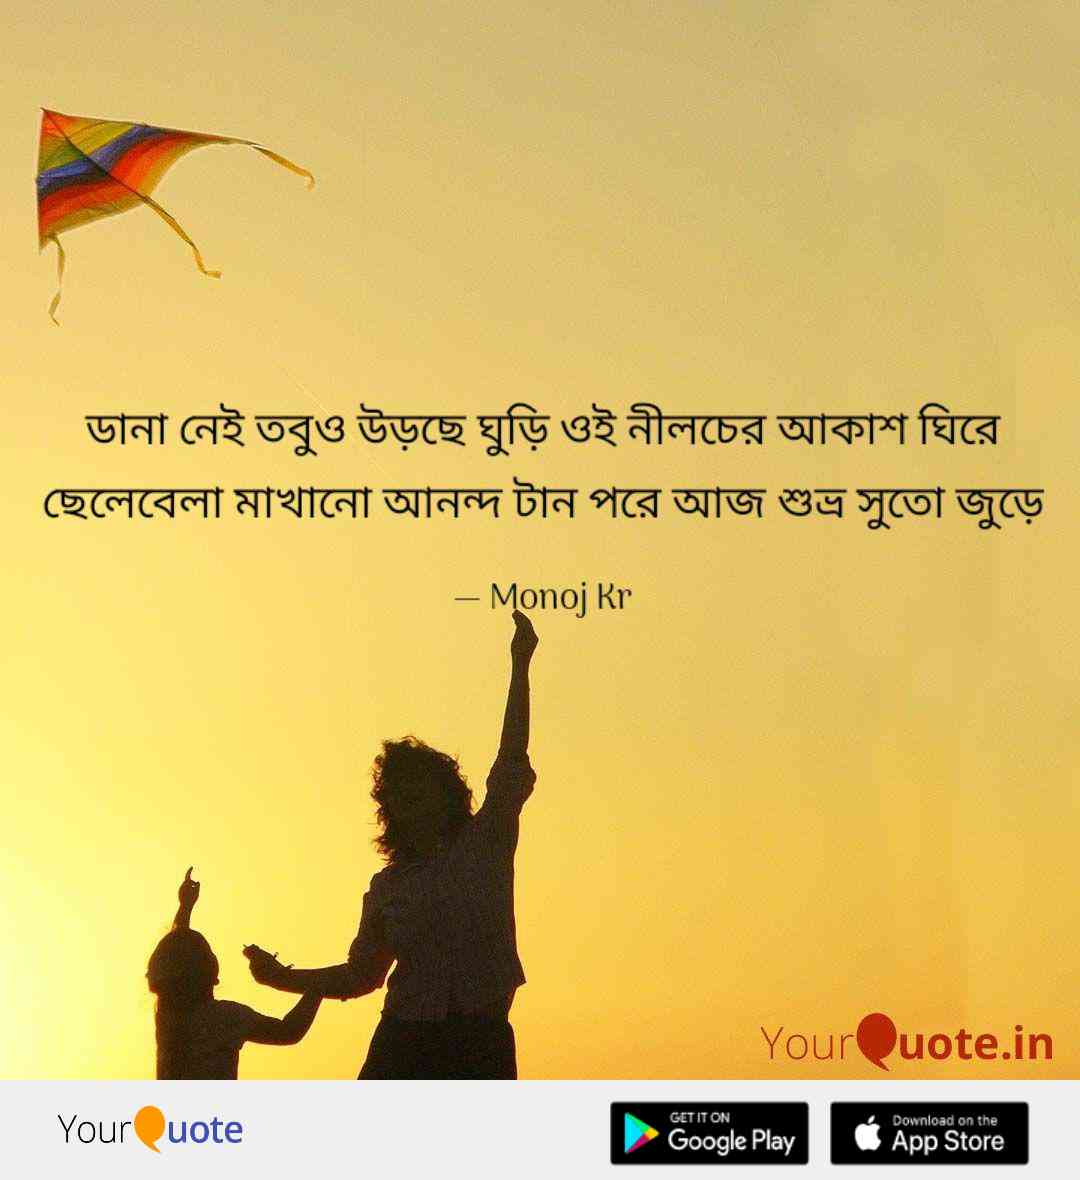 ডানা নেই তবুও উড়ছে ঘুড়ি ওই নীলচের আকাশ ঘিরে
ছেলেবেলা মাখানো আনন্দ টান পরে আজ শুভ্র সুতো জুড়ে
— Monoj Kr
YourQuote.in
YourQuote
GET IT ON
Google Play
Download on the
App Store